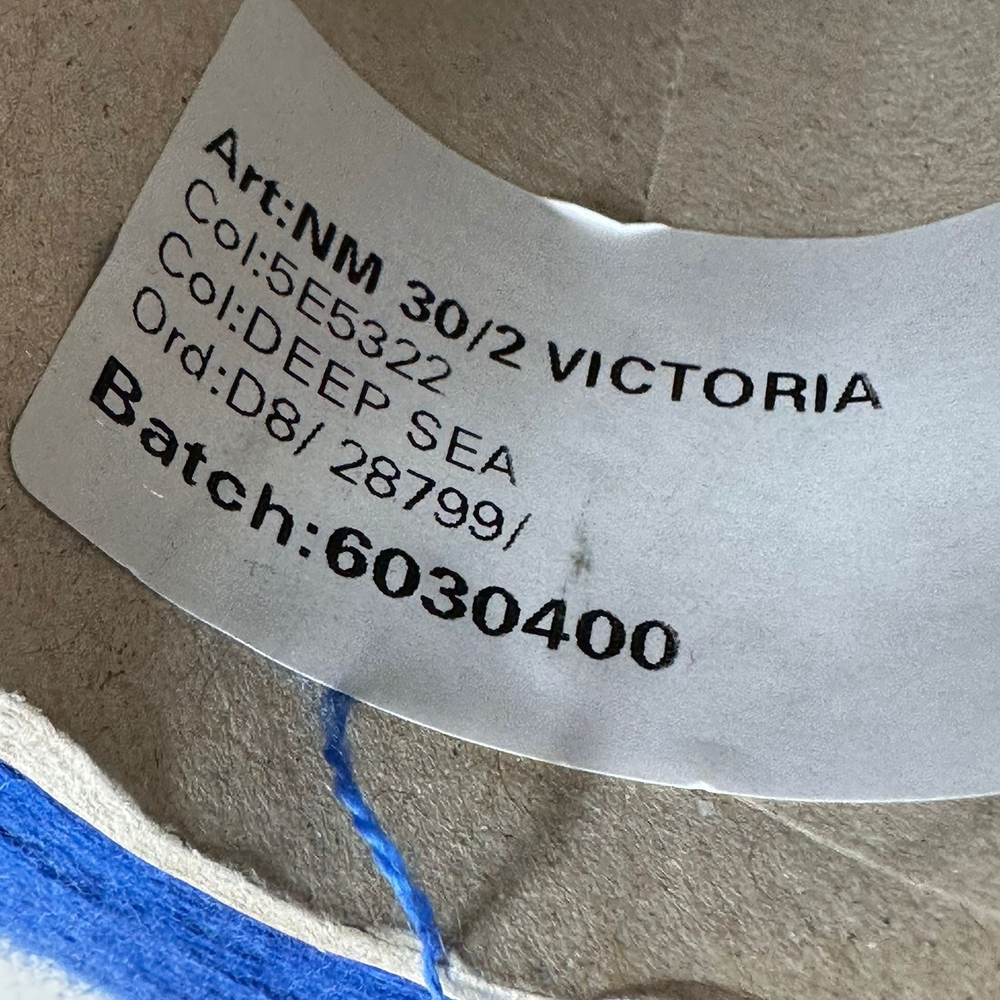 Art:NM 30/2 VICTORIA
Col:5E5322
Col:DEEP SEA
Ord:D8/ 28799/
Batch:6030400